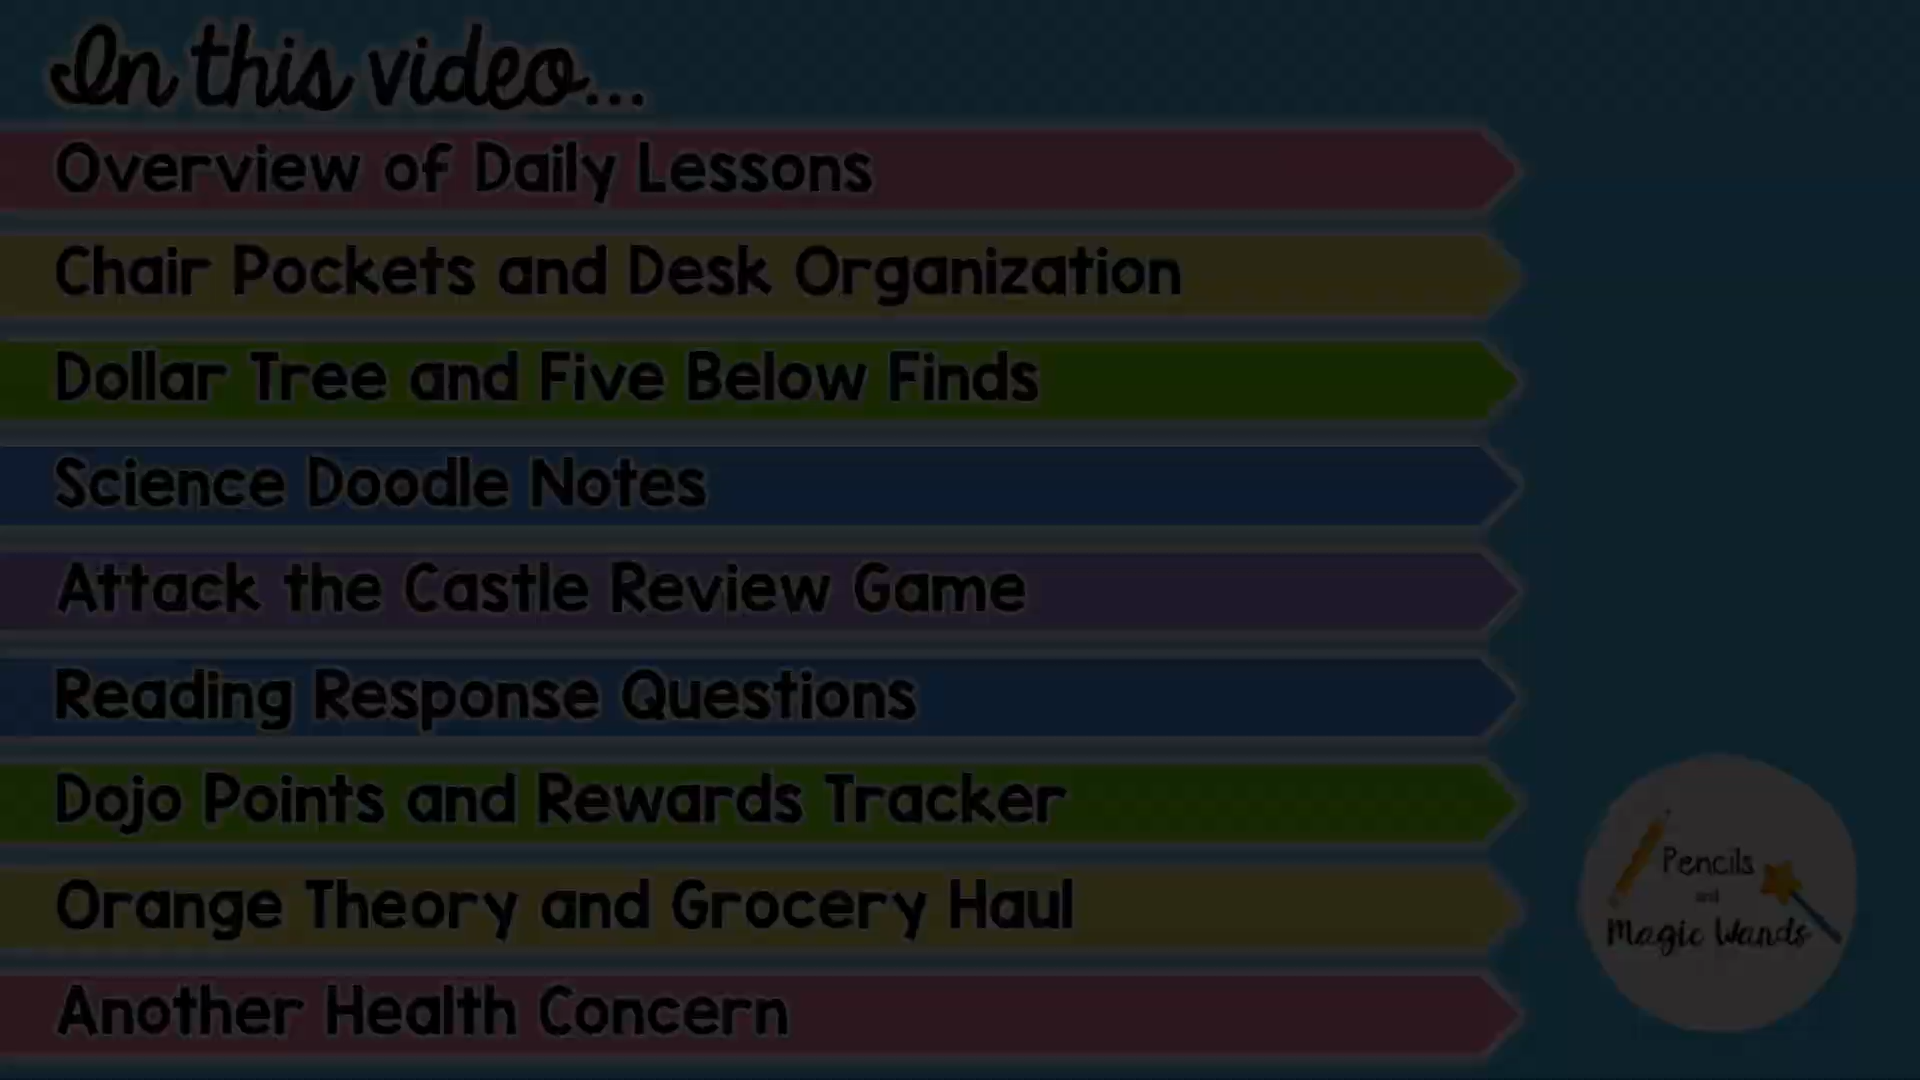 In this video...
Overview of Daily Lessons
Chair Pockets and Desk Organization
Dollar Tree and Five Below Finds
Science Doodle Notes
Attack the Castle Review Game
Reading Response Questions
Dojo Points and Rewards Tracker
Orange Theory and Grocery Haul
Another Health Concern
Pencils
and
Magic Wands